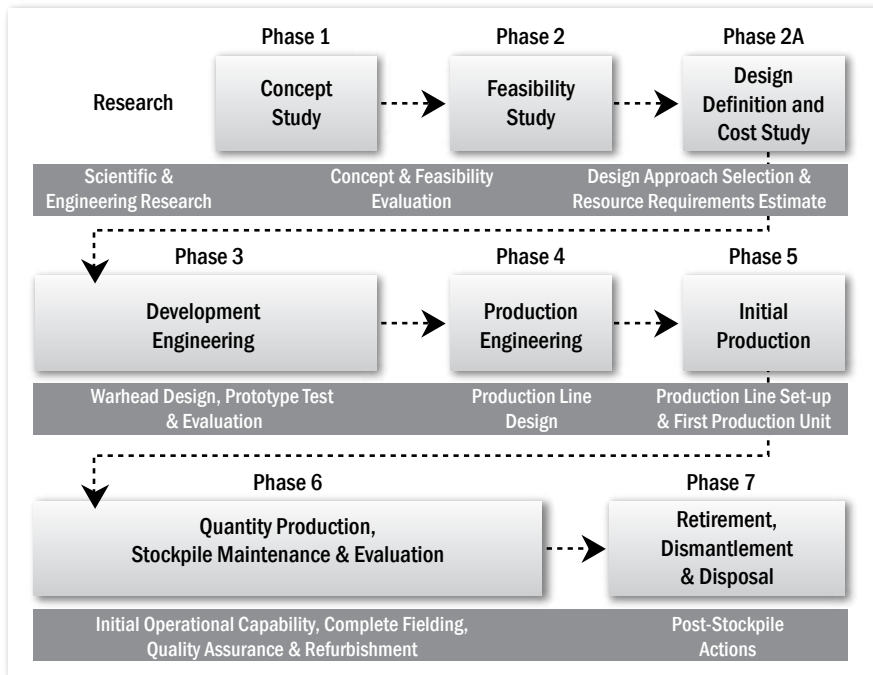 Phase 1
Phase 2
Phase 2A
Research
Concept
Study
Feasibility
Study
Design
Definition and
Cost Study
Scientific &
Engineering Research
Concept & Feasibility
Evaluation
Design Approach Selection &
Resource Requirements Estimate
Phase 3
Phase 4
Phase 5
Development
Engineering
Production
Engineering
Initial
Production
Warhead Design, Prototype Test
& Evaluation
Production Line
Design
Production Line Set-up
& First Production Unit
Phase 6
Phase 7
Quantity Production,
Stockpile Maintenance & Evaluation
Retirement,
Dismantlement
& Disposal
Initial Operational Capability, Complete Fielding,
Quality Assurance & Refurbishment
Post-Stockpile
Actions